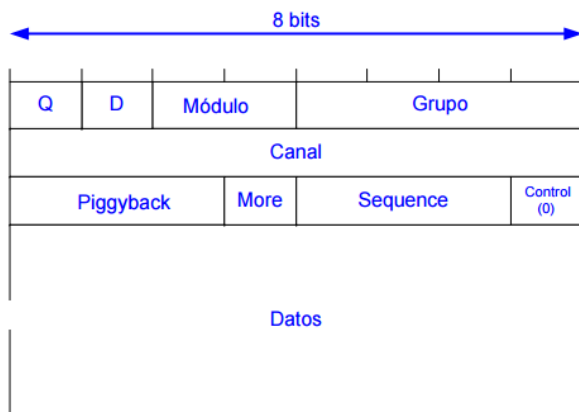 8 bits
Q D Módulo Grupo
Canal
Piggyback More Sequence Control
(0)
Datos